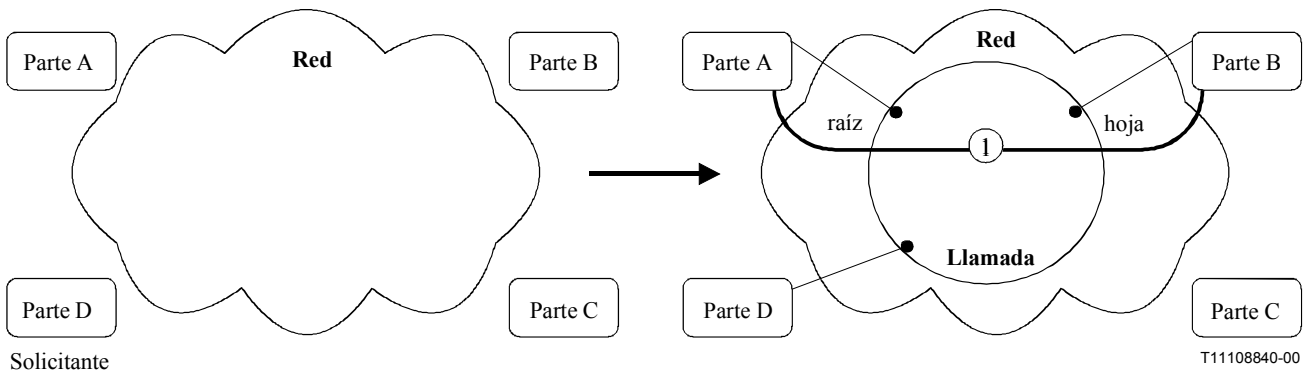 Parte A
Red
Parte B
Parte D
Parte C
Solicitante
Parte A
Red
Parte B
raíz
hoja
1
Llamada
Parte D
Parte C
T11108840-00